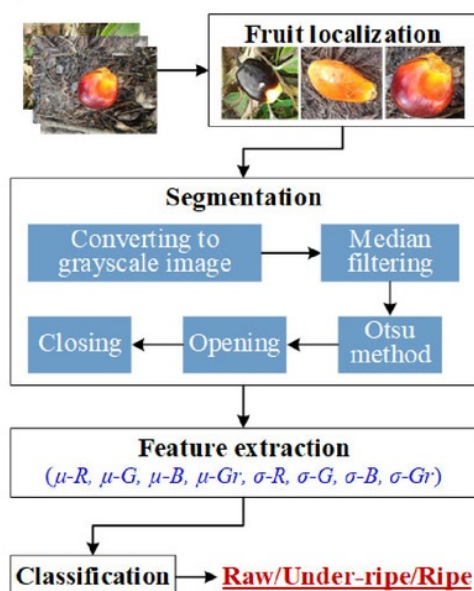 Fruit localization
Segmentation
Converting to
grayscale image
Median
filtering
Otsu
method
Opening
Closing
Feature extraction
(μ-R, μ-G, μ-B, μ-Gr, σ-R, σ-G, σ-B, σ-Gr)
Classification
Raw/Under-ripe/Ripe